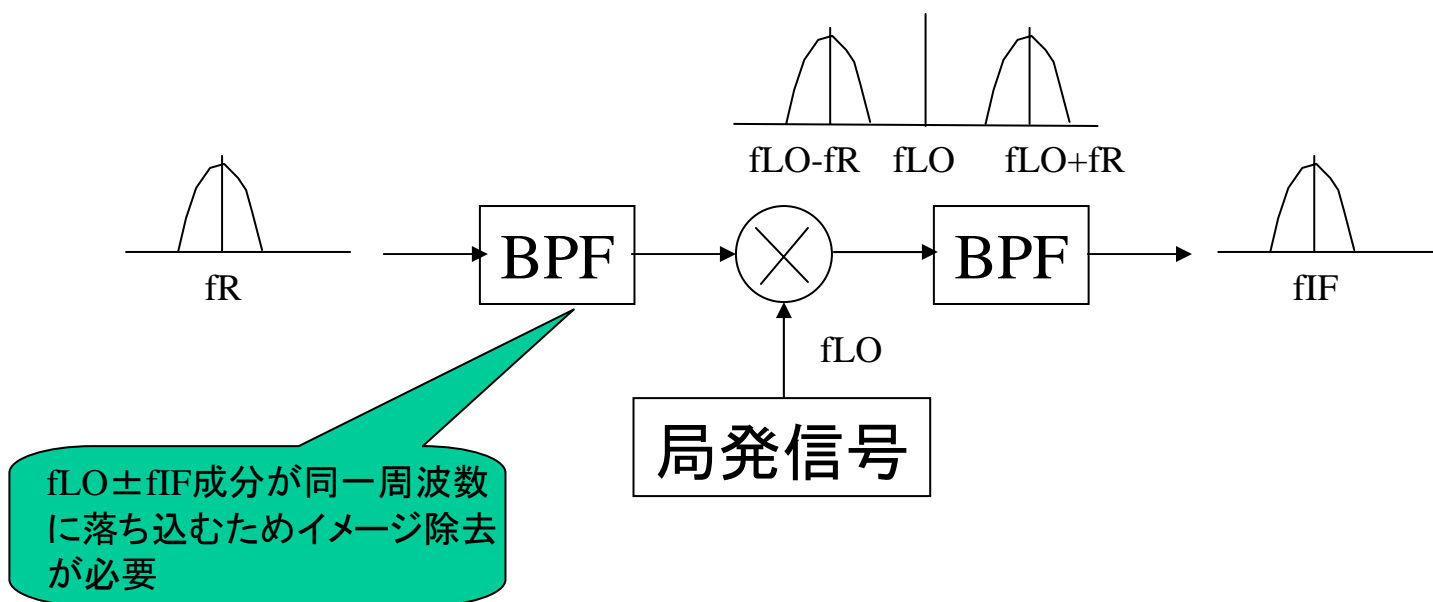 fLO-fR fLO fLO+fR
fR
BPF
BPF
fIF
fLO
局発信号
fLO±fIF成分が同一周波数
に落ち込むためイメージ除去
が必要